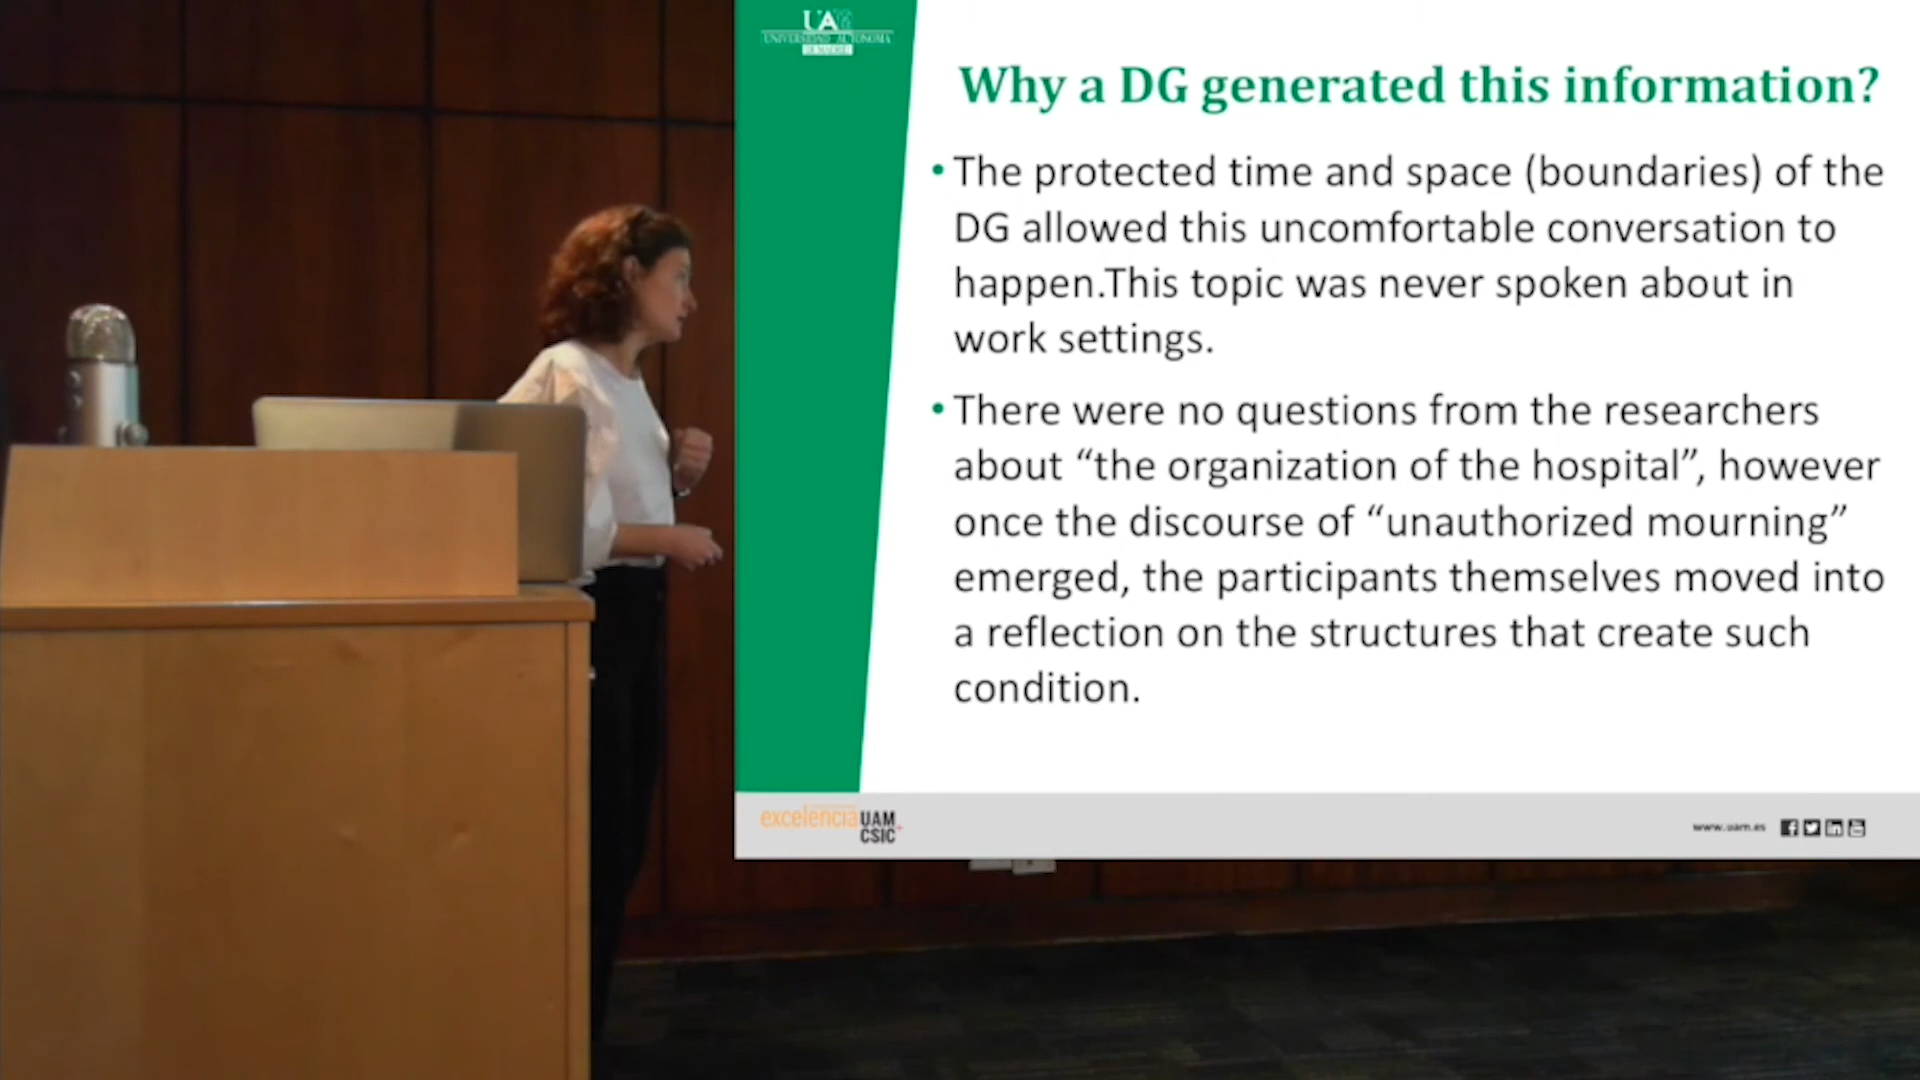 UAM
UNIVERSIDAD AUTONOMA
DE MADRID
Why a DG generated this information?
• The protected time and space (boundaries) of the
DG allowed this uncomfortable conversation to
happen.This topic was never spoken about in
work settings.
• There were no questions from the researchers
about “the organization of the hospital”, however
once the discourse of “unauthorized mourning”
emerged, the participants themselves moved into
a reflection on the structures that create such
condition.
excelencia UAM
CSIC+
www.uam.es